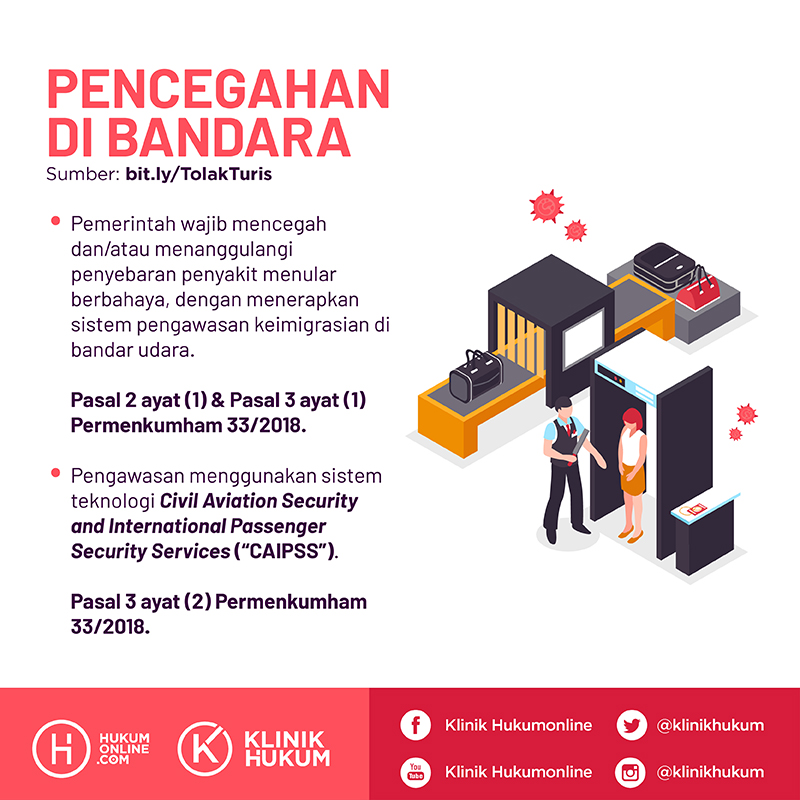 PENCEGAHAN
DI BANDARA
Sumber: bit.ly/TolakTuris
Pemerintah wajib mencegah
dan/atau menanggulangi
penyebaran penyakit menular
berbahaya, dengan menerapkan
sistem pengawasan keimigrasian di
bandar udara.
Pasal 2 ayat (1) & Pasal 3 ayat (1)
Permenkumham 33/2018.
Pengawasan menggunakan sistem
teknologi Civil Aviation Security
and International Passenger
Security Services (“CAIPSS”).
Pasal 3 ayat (2) Permenkumham
33/2018.
H HUKUM
ONLINE
.COM
K KLINIK
HUKUM
f Klinik Hukumonline
@klinikhukum
You
Tube
Klinik Hukumonline
@klinikhukum